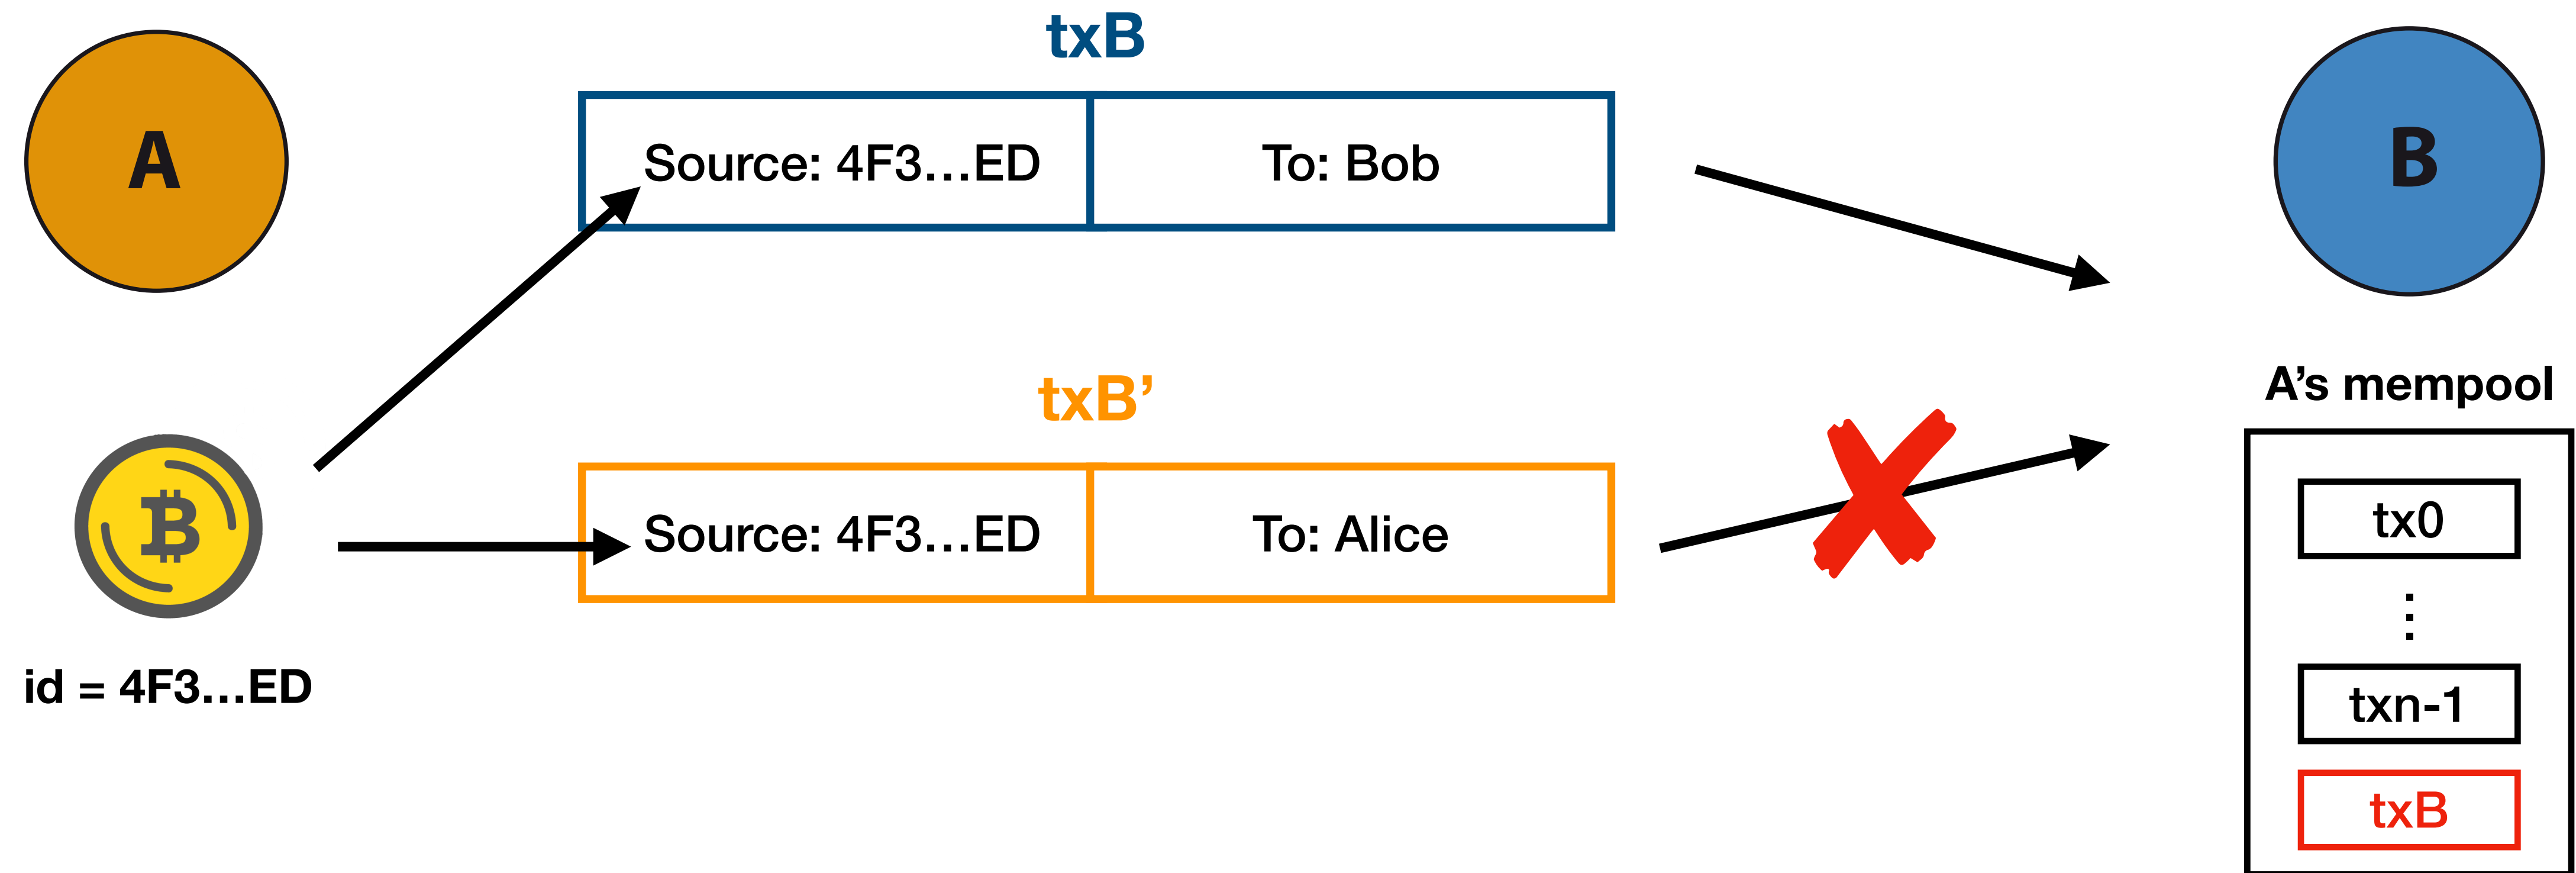 txB
A
Source: 4F3...ED
To: Bob
B
A’s mempool
txB’
Source: 4F3...ED
To: Alice
id = 4F3...ED
tx0
⋮
txn-1
txB